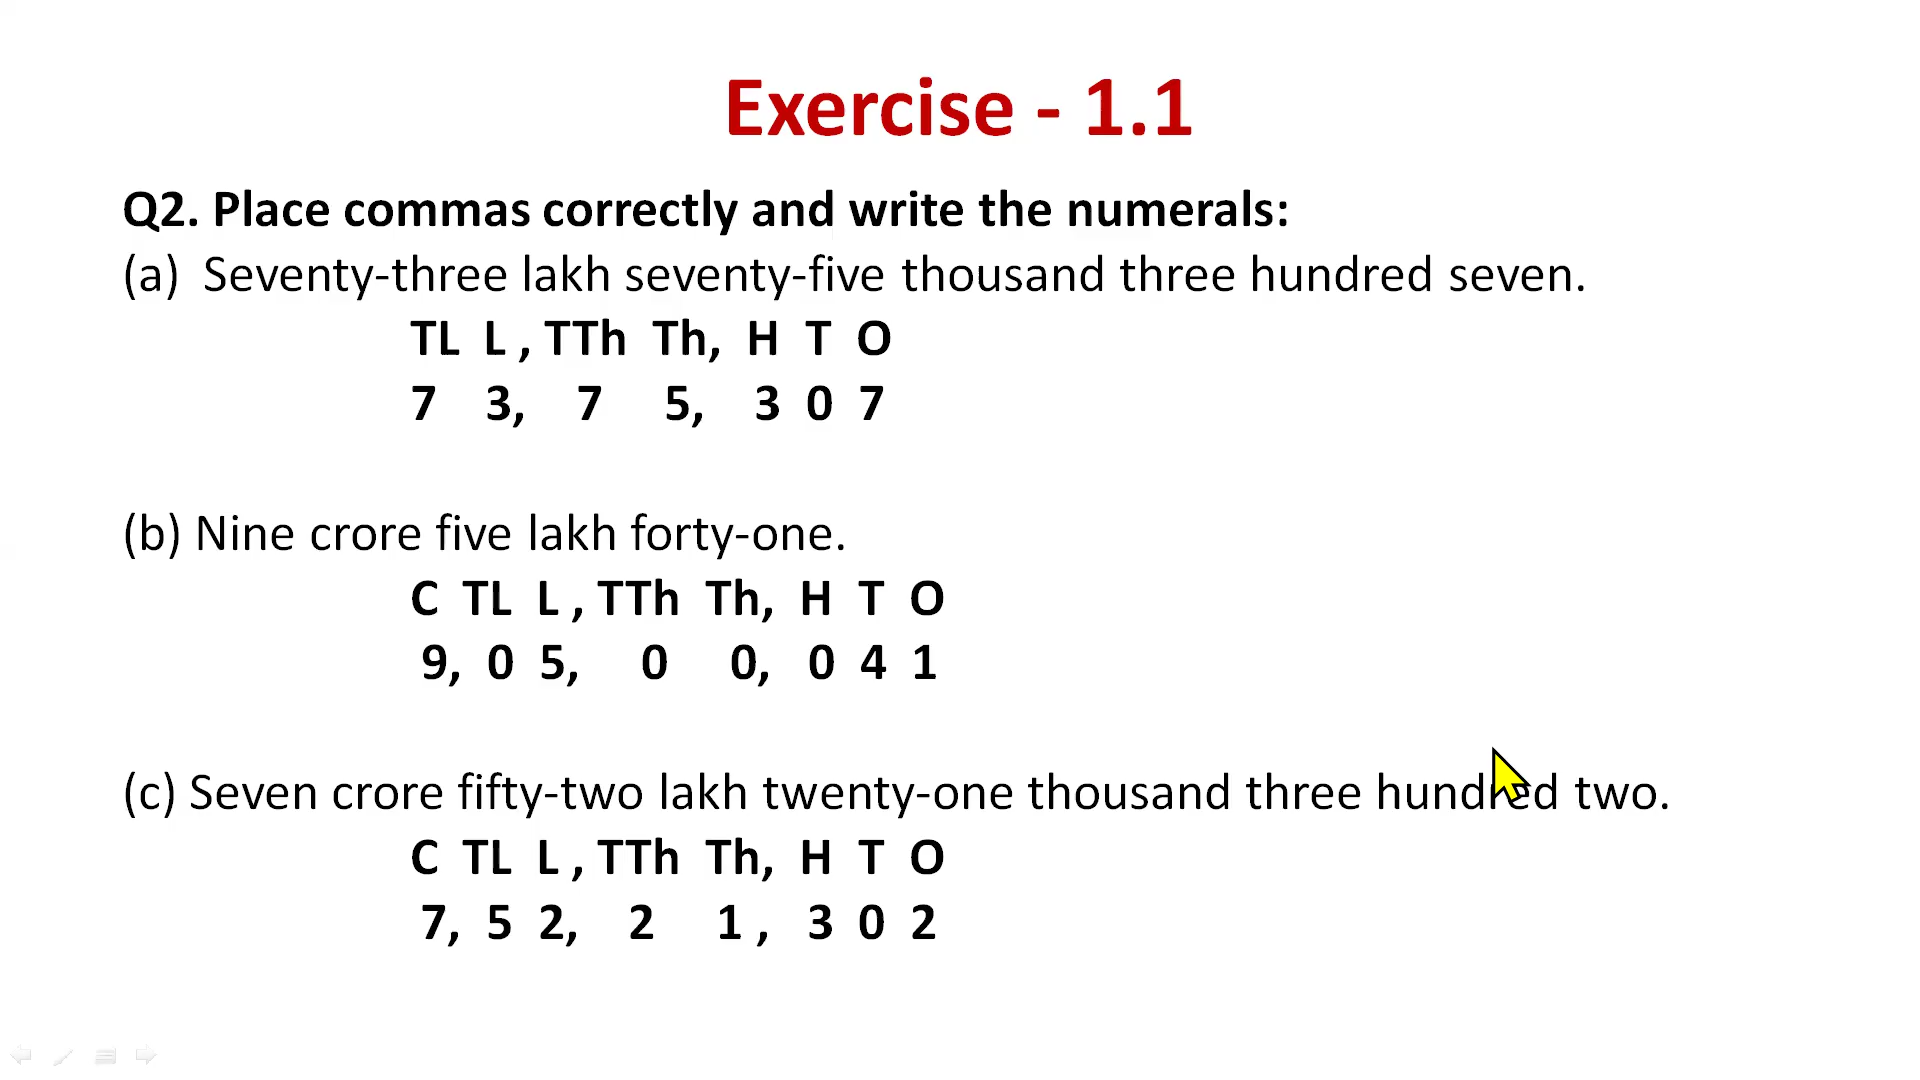 Exercise - 1.1
Q2. Place commas correctly and write the numerals:
(a) Seventy-three lakh seventy-five thousand three hundred seven.
TL L , TTh Th, H T O
7 3, 7 5, 3 0 7
(b) Nine crore five lakh forty-one.
C TL L , TTh Th, H T O
9, 0 5, 0 0, 0 4 1
(c) Seven crore fifty-two lakh twenty-one thousand three hundred two.
C TL L , TTh Th, H T O
7, 5 2, 2 1 , 3 0 2